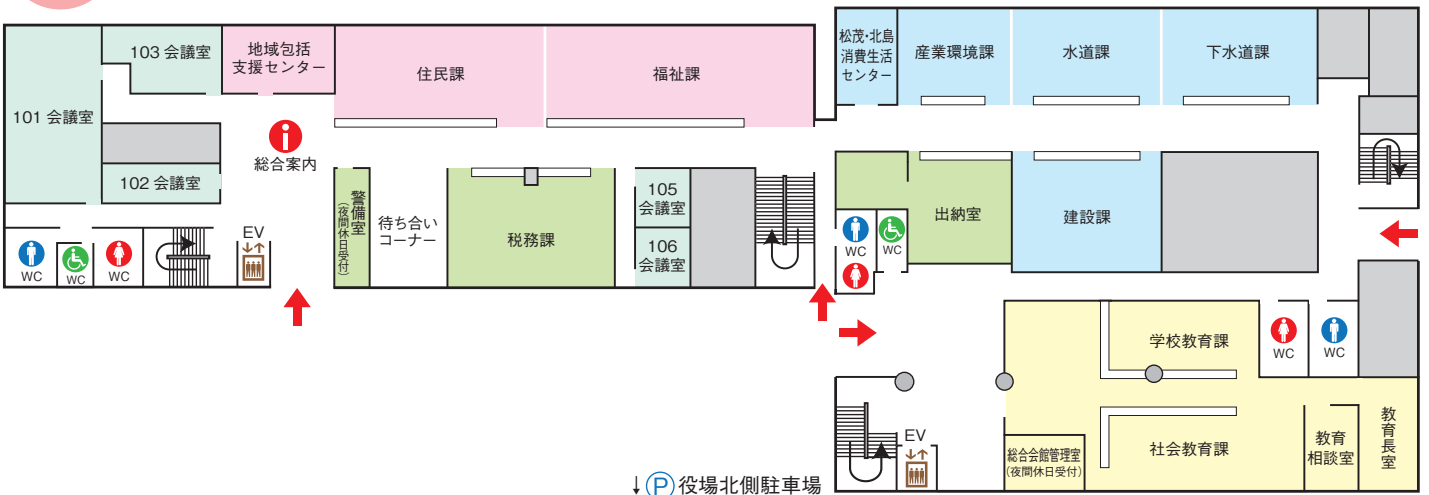 103 会議室
地域包括
支援センター
住民課
福祉課
101 会議室
総合案内
102 会議室
WC
WC
WC
EV
警備室
(夜間休日受付)
待ち合い
コーナー
税務課
105
会議室
106
会議室
松茂・北島
消費生活
センター
産業環境課
水道課
下水道課
出納室
建設課
WC
WC
学校教育課
WC
WC
社会教育課
総合会館管理室
(夜間休日受付)
教育
相談室
教育長室
EV
↓Ⓟ役場北側駐車場